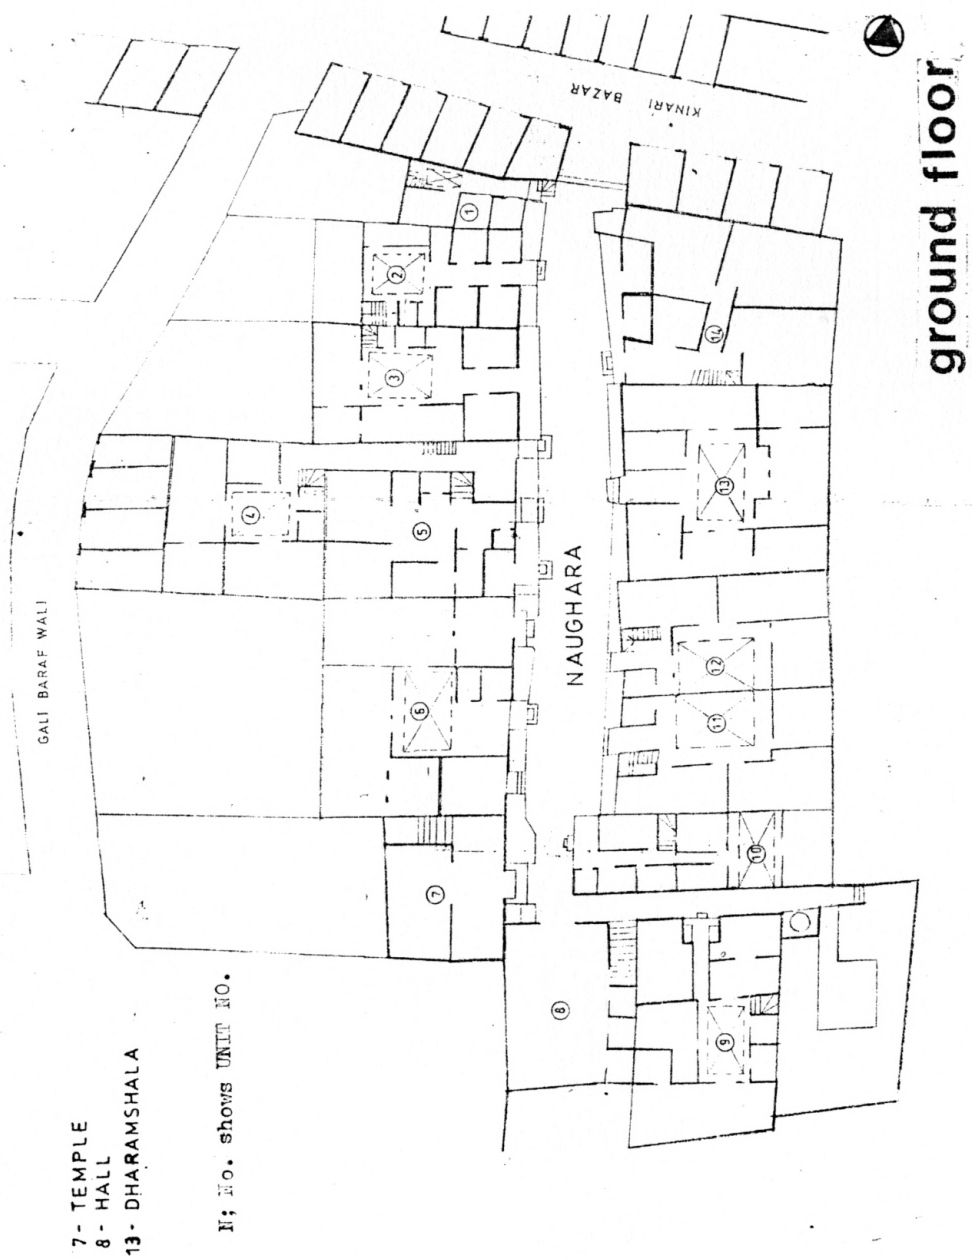 ground floor
KINARI BAZAR
NAUGHARA
GALI BARAF WALI
1
2
3
4
5
6
7
8
9
10
11
12
13
14
7 - TEMPLE
8 - HALL
13 - DHARAMSHALA
N; No. shows UNIT NO.